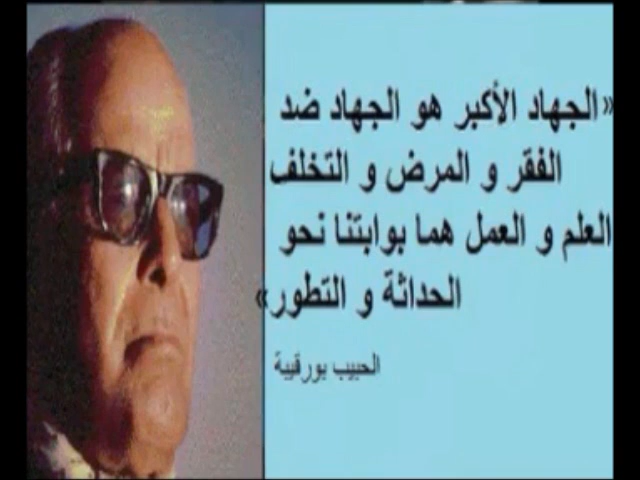 «الجهاد الأكبر هو الجهاد ضد
الفقر و المرض و التخلف
العلم و العمل هما بوابتنا نحو
الحداثة و التطور»
الحبيب بورقيبة